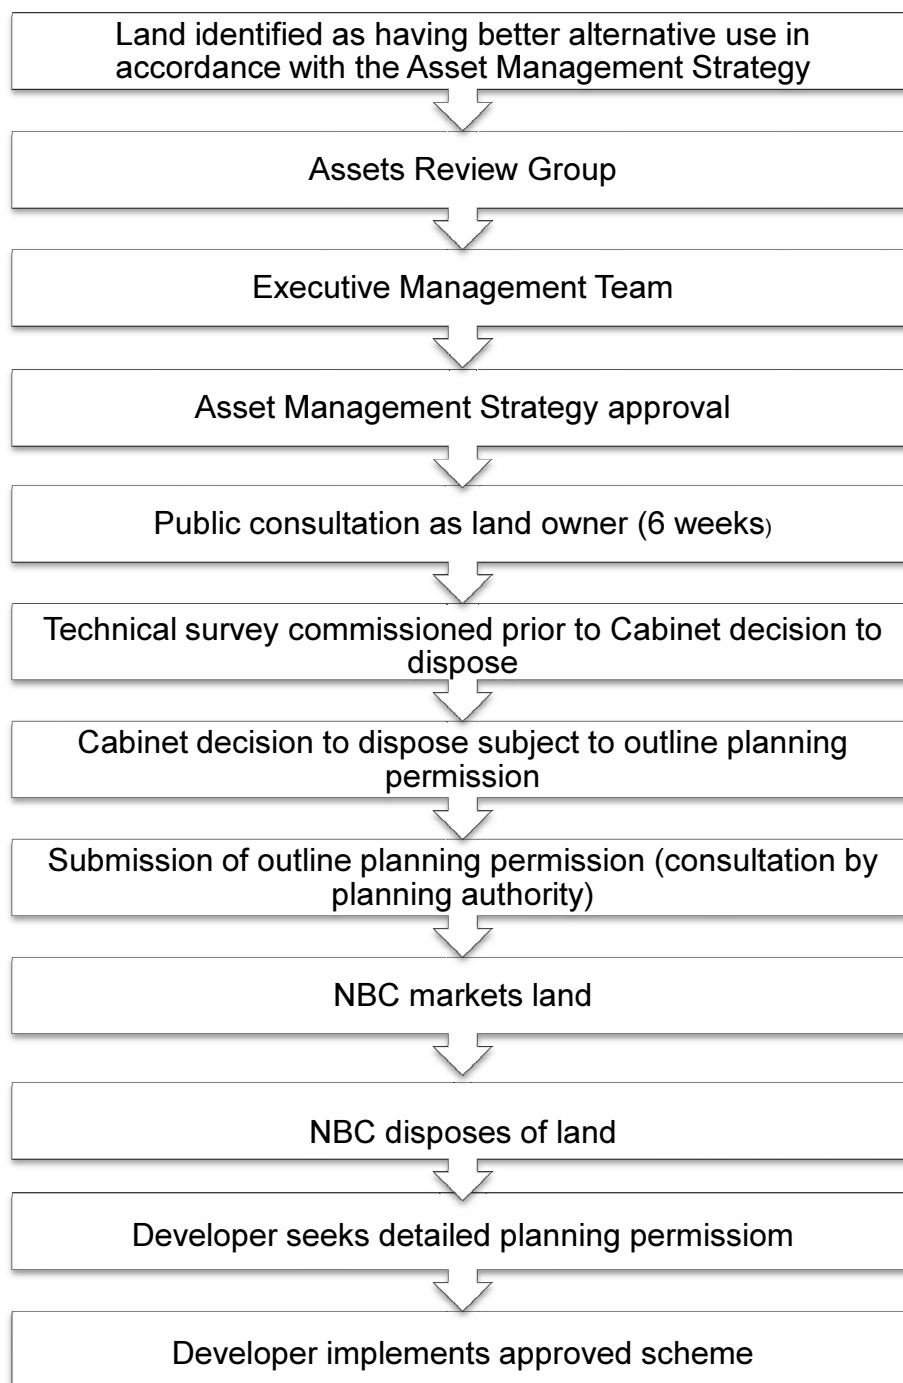 Land identified as having better alternative use in
accordance with the Asset Management Strategy
Assets Review Group
Executive Management Team
Asset Management Strategy approval
Public consultation as land owner (6 weeks)
Technical survey commissioned prior to Cabinet decision to
dispose
Cabinet decision to dispose subject to outline planning
permission
Submission of outline planning permission (consultation by
planning authority)
NBC markets land
NBC disposes of land
Developer seeks detailed planning permissiom
Developer implements approved scheme